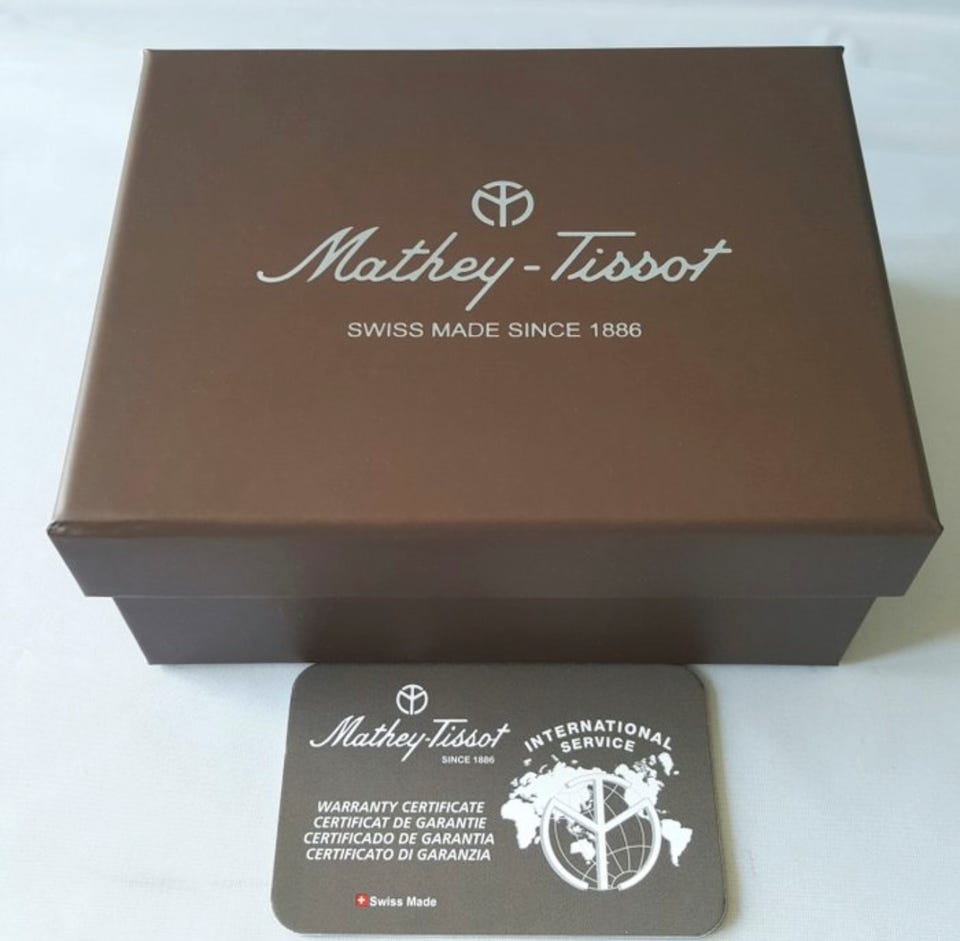 Mathey-Tissot
SWISS MADE SINCE 1886
Mathey-Tissot
SINCE 1886
INTERNATIONAL
SERVICE
WARRANTY CERTIFICATE
CERTIFICAT DE GARANTIE
CERTIFICADO DE GARANTIA
CERTIFICATO DI GARANZIA
Swiss Made